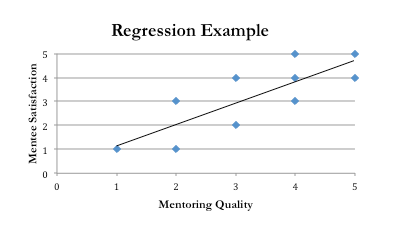 Regression Example
Mentee Satisfaction
5
4
3
2
1
0
0 1 2 3 4 5
Mentoring Quality